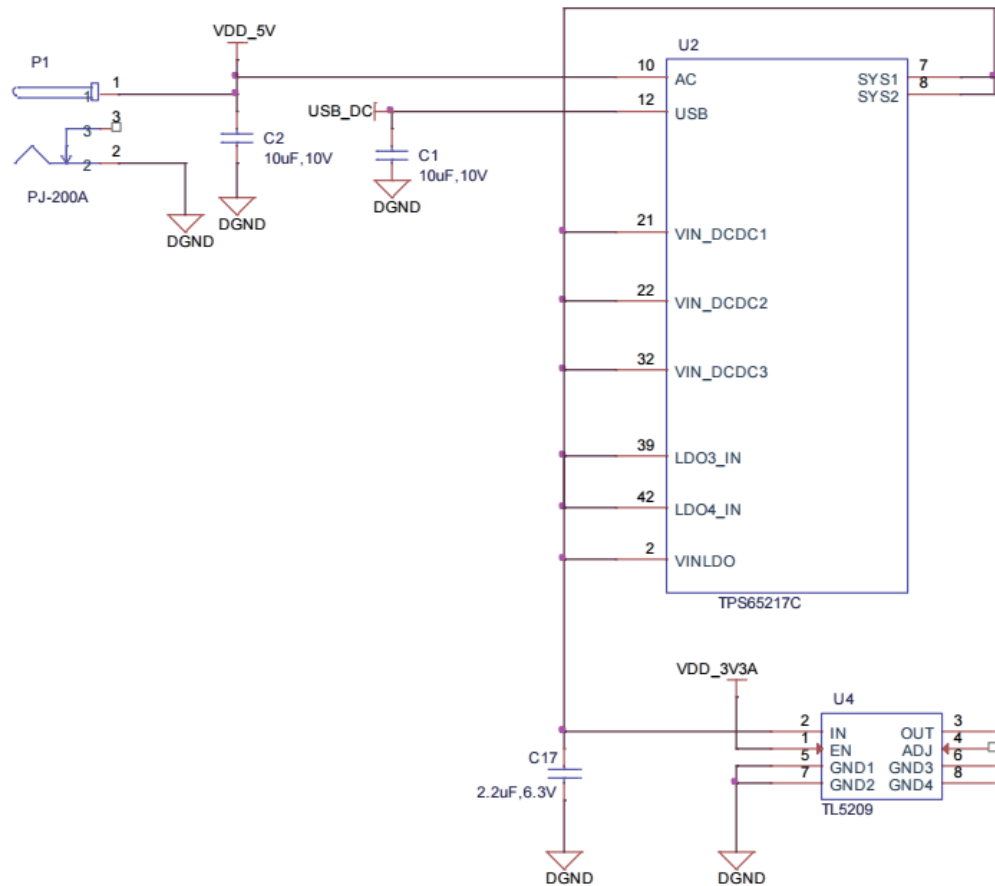 VDD_5V
P1
1
1
3
3
2
2
PJ-200A
DGND
C2
10uF,10V
DGND
USB_DC
C1
10uF,10V
DGND
U2
10
AC
12
USB
21
VIN_DCDC1
22
VIN_DCDC2
32
VIN_DCDC3
39
LDO3_IN
42
LDO4_IN
2
VINLDO
SYS1
7
SYS2
8
TPS65217C
VDD_3V3A
U4
2
IN
1
EN
5
GND1
7
GND2
OUT
3
ADJ
4
GND3
6
GND4
8
TL5209
C17
2.2uF,6.3V
DGND
DGND